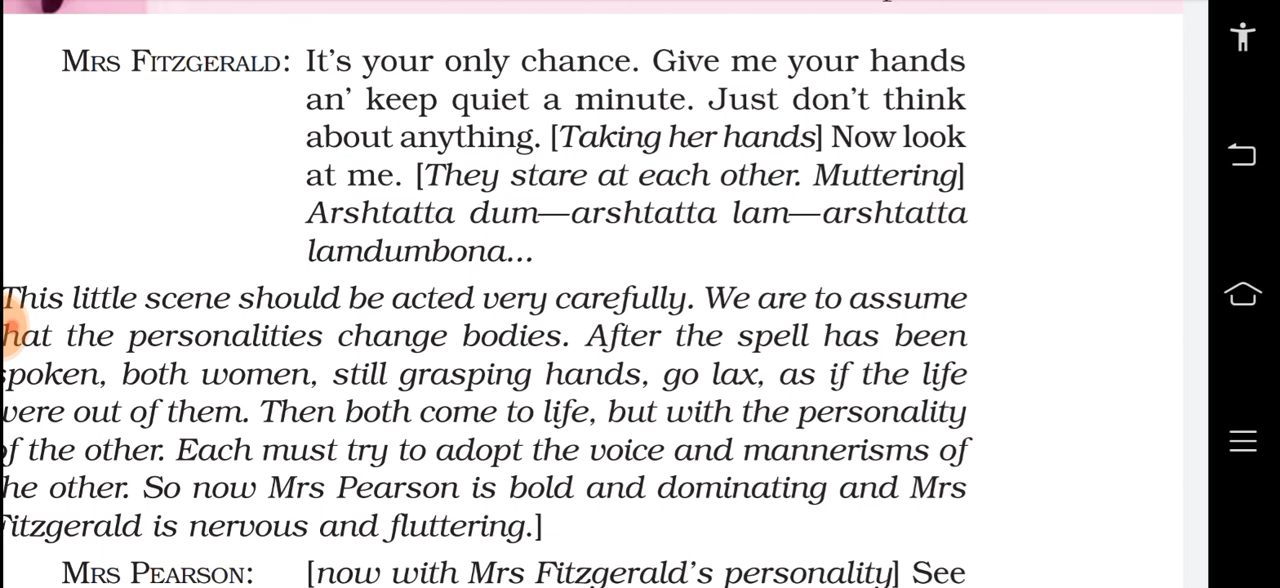 MRS FITZGERALD: It's your only chance. Give me your hands
an' keep quiet a minute. Just don't think
about anything. [Taking her hands] Now look
at me. [They stare at each other. Muttering]
Arshtatta dum—arshtatta lam—arshtatta
lamdumbona...
This little scene should be acted very carefully. We are to assume
hat the personalities change bodies. After the spell has been
spoken, both women, still grasping hands, go lax, as if the life
were out of them. Then both come to life, but with the personality
of the other. Each must try to adopt the voice and mannerisms of
he other. So now Mrs Pearson is bold and dominating and Mrs
Fitzgerald is nervous and fluttering.]
MRS PEARSON: [now with Mrs Fitzgerald's personality] See